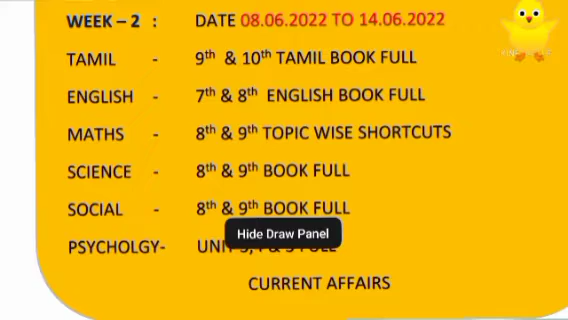 WEEK – 2 : DATE 08.06.2022 TO 14.06.2022
TAMIL - 9th & 10th TAMIL BOOK FULL
ENGLISH - 7th & 8th ENGLISH BOOK FULL
MATHS - 8th & 9th TOPIC WISE SHORTCUTS
SCIENCE - 8th & 9th BOOK FULL
SOCIAL - 8th & 9th BOOK FULL
Hide Draw Panel
PSYCHOLGY- UNIT
CURRENT AFFAIRS